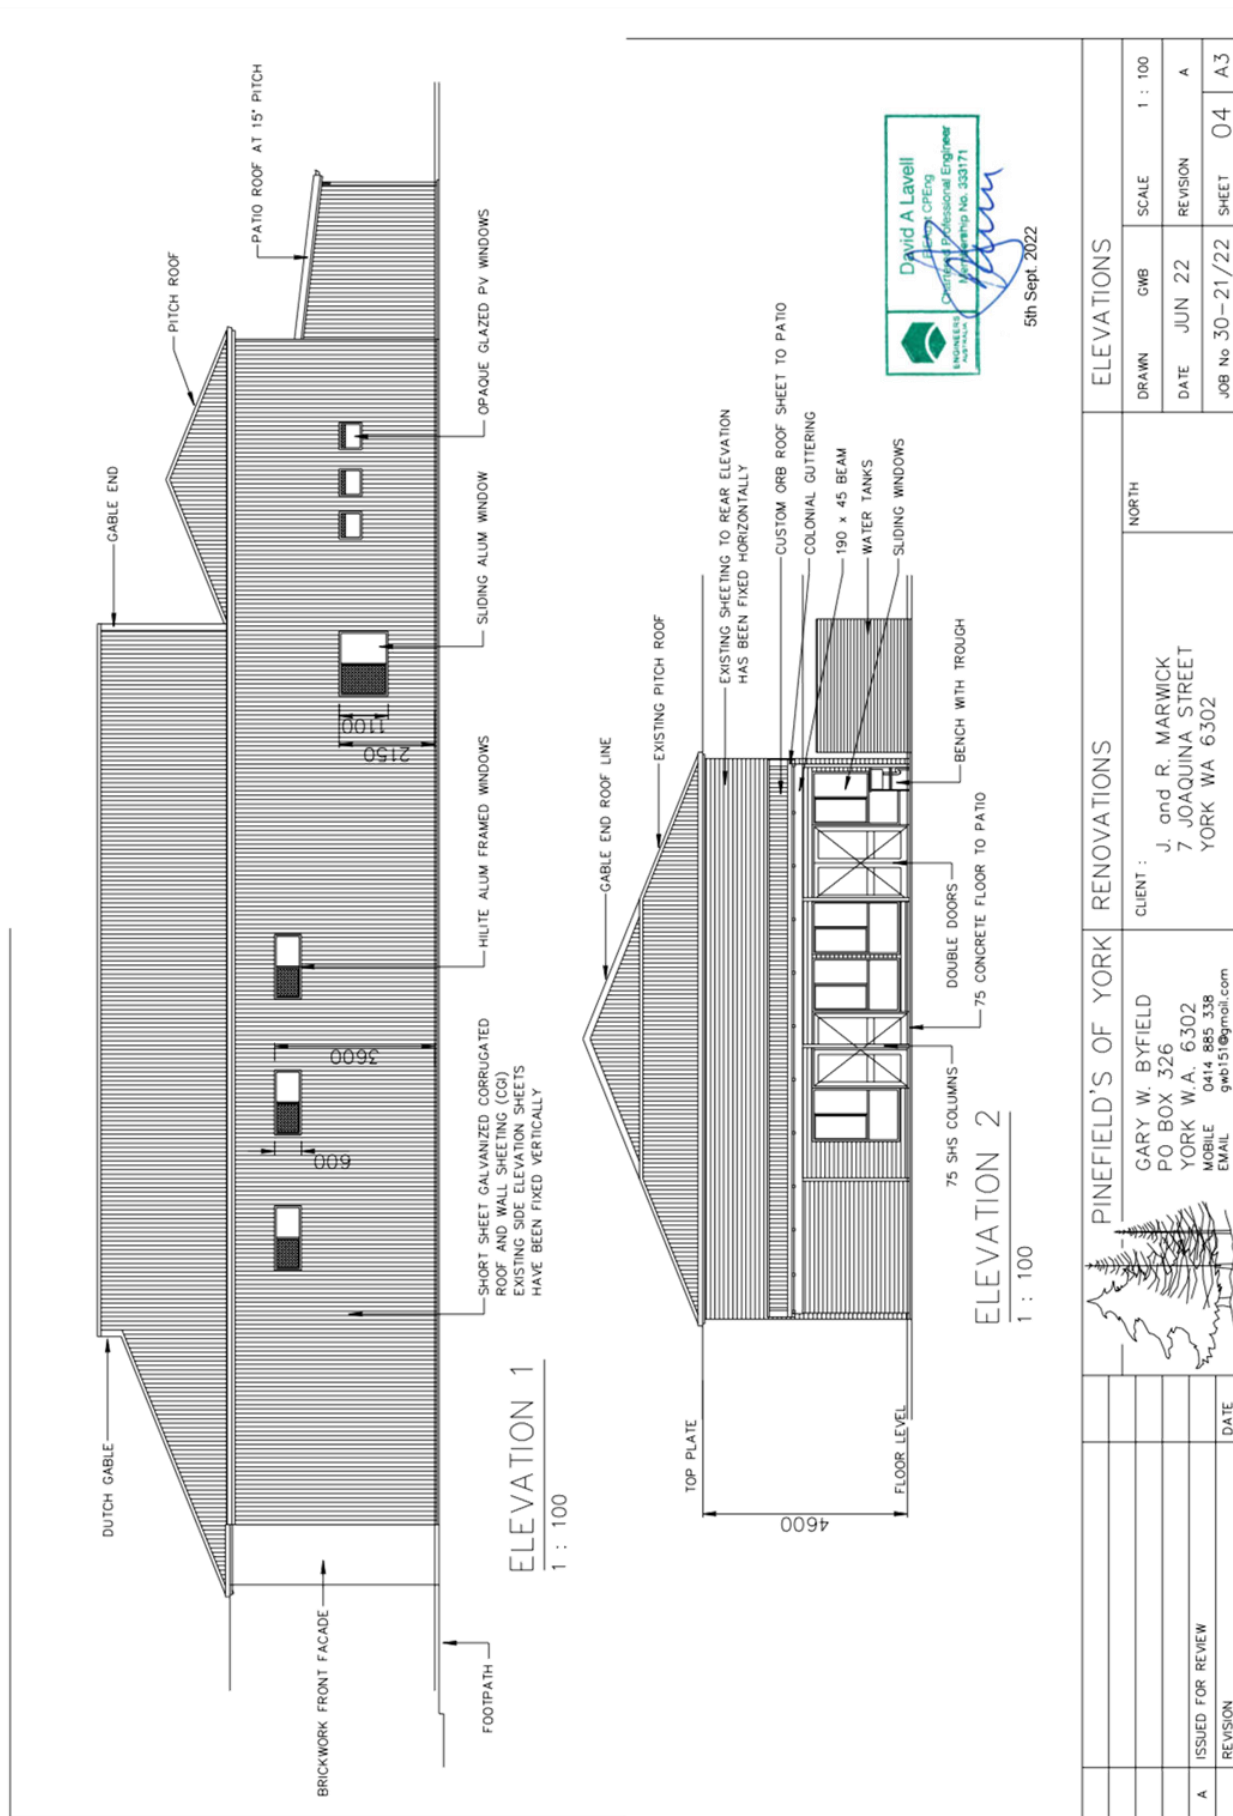 GABLE END
PITCH ROOF
PATIO ROOF AT 15° PITCH
DUTCH GABLE
BRICKWORK FRONT FACADE
FOOTPATH
600
3600
1100
2150
SHORT SHEET GALVANIZED CORRUGATED
ROOF AND WALL SHEETING (CGI)
EXISTING SIDE ELEVATION SHEETS
HAVE BEEN FIXED VERTICALLY
HILITE ALUM FRAMED WINDOWS
SLIDING ALUM WINDOW
OPAQUE GLAZED PV WINDOWS
ELEVATION 1
1 : 100
GABLE END ROOF LINE
EXISTING PITCH ROOF
EXISTING SHEETING TO REAR ELEVATION
HAS BEEN FIXED HORIZONTALLY
CUSTOM ORB ROOF SHEET TO PATIO
COLONIAL GUTTERING
190 x 45 BEAM
WATER TANKS
SLIDING WINDOWS
TOP PLATE
4600
FLOOR LEVEL
75 SHS COLUMNS
DOUBLE DOORS
BENCH WITH TROUGH
75 CONCRETE FLOOR TO PATIO
ELEVATION 2
1 : 100
ENGINEERS
AUSTRALIA
David A Lavell
CPEng
Chartered Professional Engineer
Membership No. 333171
5th Sept. 2022
A ISSUED FOR REVIEW
REVISION DATE
PINEFIELD'S OF YORK
GARY W. BYFIELD
PO BOX 326
YORK W.A. 6302
MOBILE 0414 885 338
EMAIL gwb151@gmail.com
RENOVATIONS
CLIENT :
J. and R. MARWICK
7 JOAQUINA STREET
YORK WA 6302
NORTH
ELEVATIONS
DRAWN GWB SCALE 1 : 100
DATE JUN 22 REVISION A
JOB No 30-21/22 SHEET 04 A3